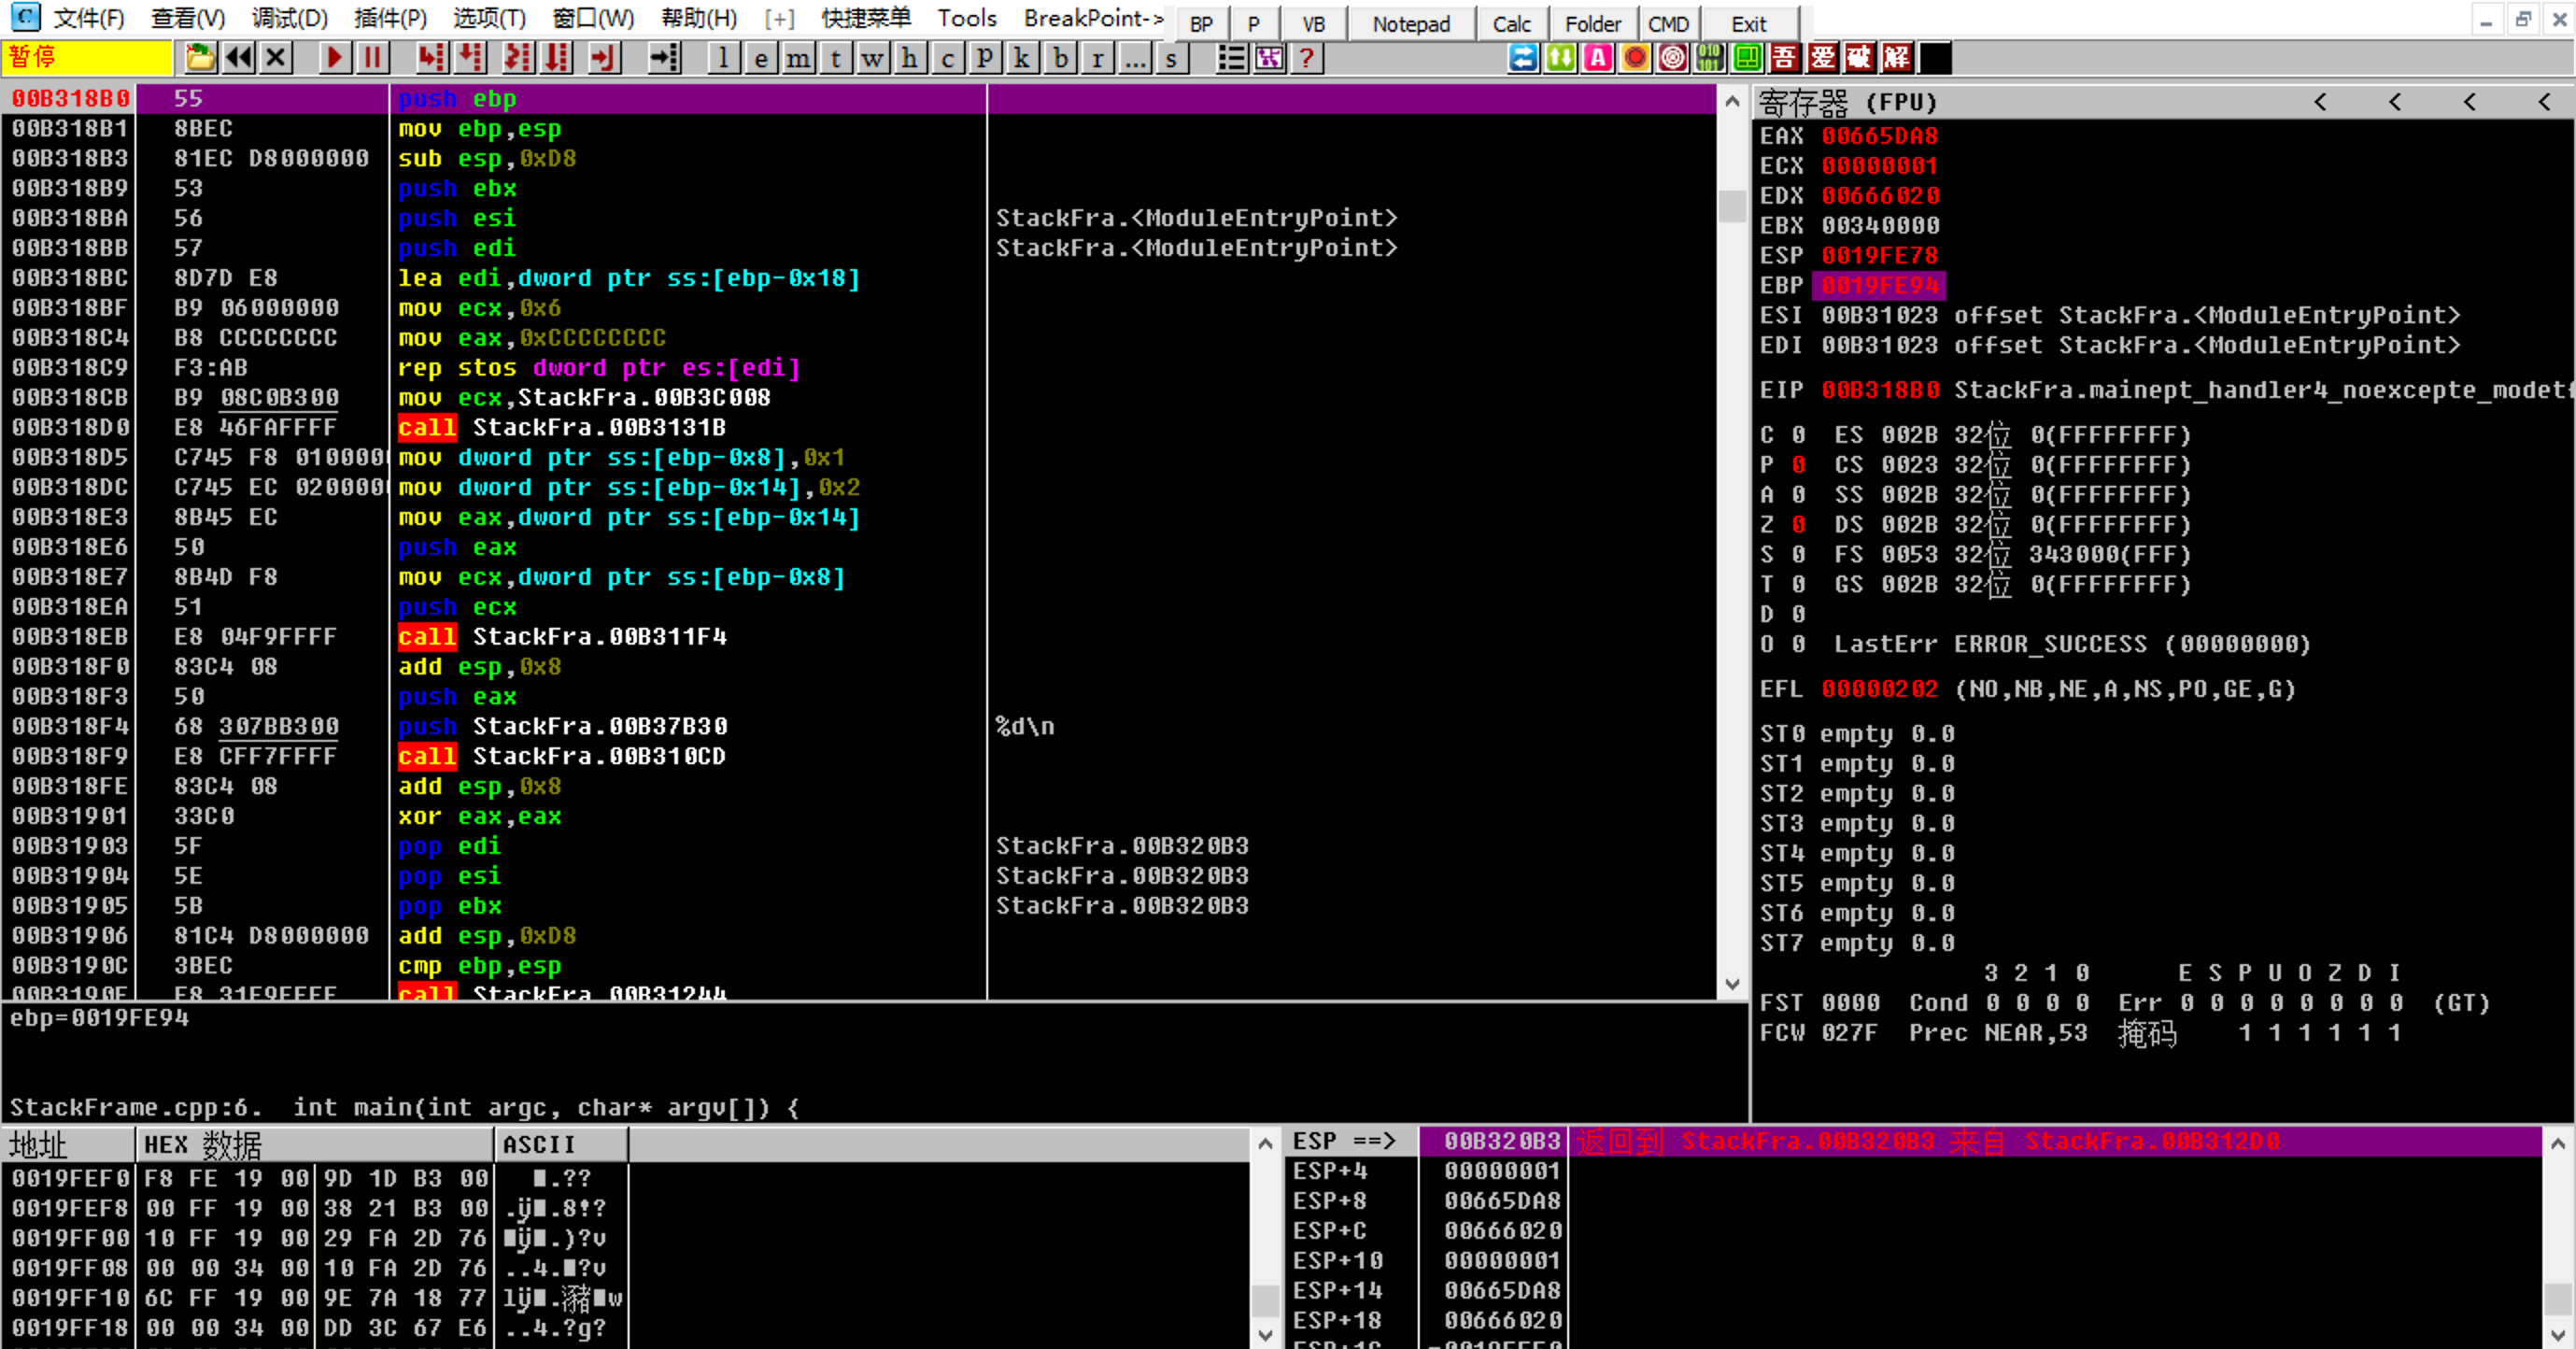 C 文件(F) 查看(V) 调试(D) 插件(P) 选项(T) 窗口(W) 帮助(H) [+] 快捷菜单 Tools BreakPoint-> BP P VB Notepad Calc Folder CMD Exit
暂停 l e m t w h c P k b r ... s ? A 吾 爱 破 解
00B318B0 55 push ebp
00B318B1 8BEC mov ebp,esp
00B318B3 81EC D8000000 sub esp,0xD8
00B318B9 53 push ebx
00B318BA 56 push esi StackFra.<ModuleEntryPoint>
00B318BB 57 push edi StackFra.<ModuleEntryPoint>
00B318BC 8D7D E8 lea edi,dword ptr ss:[ebp-0x18]
00B318BF B9 06000000 mov ecx,0x6
00B318C4 B8 CCCCCCCC mov eax,0xCCCCCCCC
00B318C9 F3:AB rep stos dword ptr es:[edi]
00B318CB B9 08C0B300 mov ecx,StackFra.00B3C008
00B318D0 E8 46FAFFFF call StackFra.00B3131B
00B318D5 C745 F8 010000 mov dword ptr ss:[ebp-0x8],0x1
00B318DC C745 EC 020000 mov dword ptr ss:[ebp-0x14],0x2
00B318E3 8B45 EC mov eax,dword ptr ss:[ebp-0x14]
00B318E6 50 push eax
00B318E7 8B4D F8 mov ecx,dword ptr ss:[ebp-0x8]
00B318EA 51 push ecx
00B318EB E8 04F9FFFF call StackFra.00B311F4
00B318F0 83C4 08 add esp,0x8
00B318F3 50 push eax
00B318F4 68 307BB300 push StackFra.00B37B30 %d\n
00B318F9 E8 CFF7FFFF call StackFra.00B310CD
00B318FE 83C4 08 add esp,0x8
00B31901 33C0 xor eax,eax
00B31903 5F pop edi StackFra.00B320B3
00B31904 5E pop esi StackFra.00B320B3
00B31905 5B pop ebx StackFra.00B320B3
00B31906 81C4 D8000000 add esp,0xD8
00B3190C 3BEC cmp ebp,esp
00B3190E E8 31F9FFFF call StackFra.00B31244
ebp=0019FE94
StackFrame.cpp:6. int main(int argc, char* argv[]) {
寄存器 (FPU) < < < <
EAX 00665DA8
ECX 00000001
EDX 00666020
EBX 00340000
ESP 0019FE78
EBP 0019FE94
ESI 00B31023 offset StackFra.<ModuleEntryPoint>
EDI 00B31023 offset StackFra.<ModuleEntryPoint>
EIP 00B318B0 StackFra.mainept_handler4_noexcepte_modet
C 0 ES 002B 32位 0(FFFFFFFF)
P 0 CS 0023 32位 0(FFFFFFFF)
A 0 SS 002B 32位 0(FFFFFFFF)
Z 0 DS 002B 32位 0(FFFFFFFF)
S 0 FS 0053 32位 343000(FFF)
T 0 GS 002B 32位 0(FFFFFFFF)
D 0
O 0 LastErr ERROR_SUCCESS (00000000)
EFL 00000202 (NO,NB,NE,A,NS,PO,GE,G)
ST0 empty 0.0
ST1 empty 0.0
ST2 empty 0.0
ST3 empty 0.0
ST4 empty 0.0
ST5 empty 0.0
ST6 empty 0.0
ST7 empty 0.0
3 2 1 0 E S P U O Z D I
FST 0000 Cond 0 0 0 0 Err 0 0 0 0 0 0 0 0 (GT)
FCW 027F Prec NEAR,53 掩码 1 1 1 1 1 1
地址 HEX 数据 ASCII
0019FEF0 F8 FE 19 00 9D 1D B3 00 .??
0019FEF8 00 FF 19 00 38 21 B3 00 .ÿ.8!?
0019FF00 10 FF 19 00 29 FA 2D 76 ÿ.)?v
0019FF08 00 00 34 00 10 FA 2D 76 ..4.?v
0019FF10 6C FF 19 00 9E 7A 18 77 lÿ.瀦w
0019FF18 00 00 34 00 DD 3C 67 E6 ..4.?g?
ESP ==> 00B320B3 返回到 StackFra.00B320B3 来自 StackFra.00B312D0
ESP+4 00000001
ESP+8 00665DA8
ESP+C 00666020
ESP+10 00000001
ESP+14 00665DA8
ESP+18 00666020